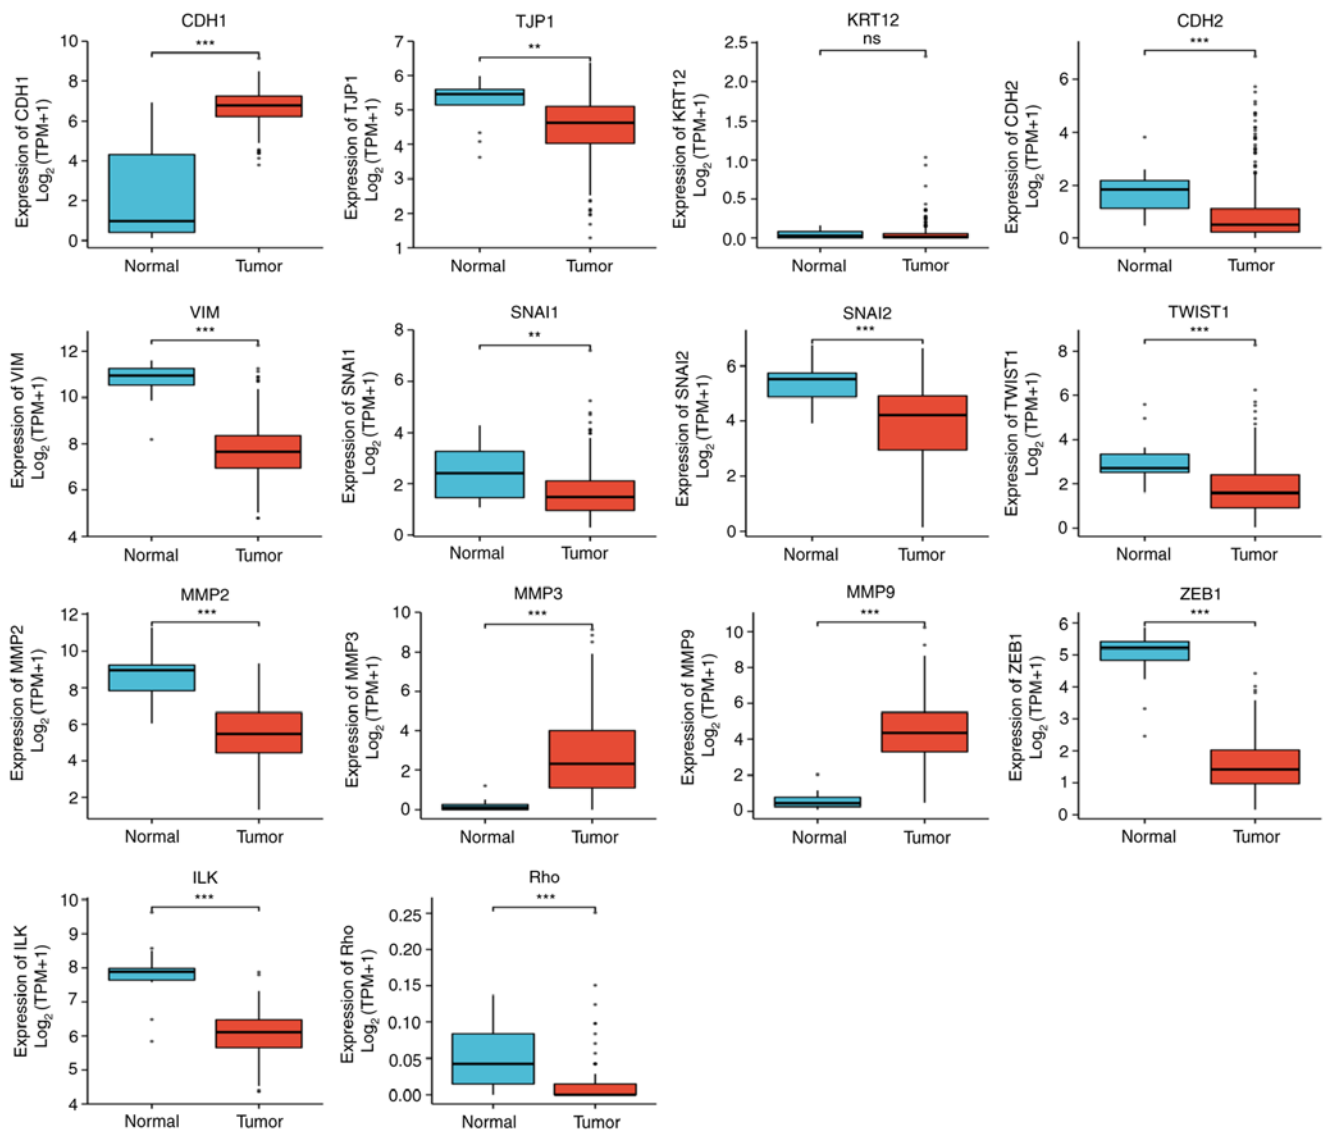 CDH1
***
10
8
6
4
2
0
Expression of CDH1
Log2 (TPM+1)
Normal
Tumor
TJP1
**
7
6
5
4
3
2
1
Expression of TJP1
Log2 (TPM+1)
Normal
Tumor
KRT12
ns
2.5
2.0
1.5
1.0
0.5
0.0
Expression of KRT12
Log2 (TPM+1)
Normal
Tumor
CDH2
***
6
4
2
0
Expression of CDH2
Log2 (TPM+1)
Normal
Tumor
VIM
***
12
10
8
6
4
Expression of VIM
Log2 (TPM+1)
Normal
Tumor
SNAI1
**
8
6
4
2
0
Expression of SNAI1
Log2 (TPM+1)
Normal
Tumor
SNAI2
***
6
4
2
0
Expression of SNAI2
Log2 (TPM+1)
Normal
Tumor
TWIST1
***
8
6
4
2
0
Expression of TWIST1
Log2 (TPM+1)
Normal
Tumor
MMP2
***
12
10
8
6
4
2
Expression of MMP2
Log2 (TPM+1)
Normal
Tumor
MMP3
***
10
8
6
4
2
0
Expression of MMP3
Log2 (TPM+1)
Normal
Tumor
MMP9
***
10
8
6
4
2
0
Expression of MMP9
Log2 (TPM+1)
Normal
Tumor
ZEB1
***
6
5
4
3
2
1
0
Expression of ZEB1
Log2 (TPM+1)
Normal
Tumor
ILK
***
10
9
8
7
6
5
4
Expression of ILK
Log2 (TPM+1)
Normal
Tumor
Rho
***
0.25
0.20
0.15
0.10
0.05
0.00
Expression of Rho
Log2 (TPM+1)
Normal
Tumor